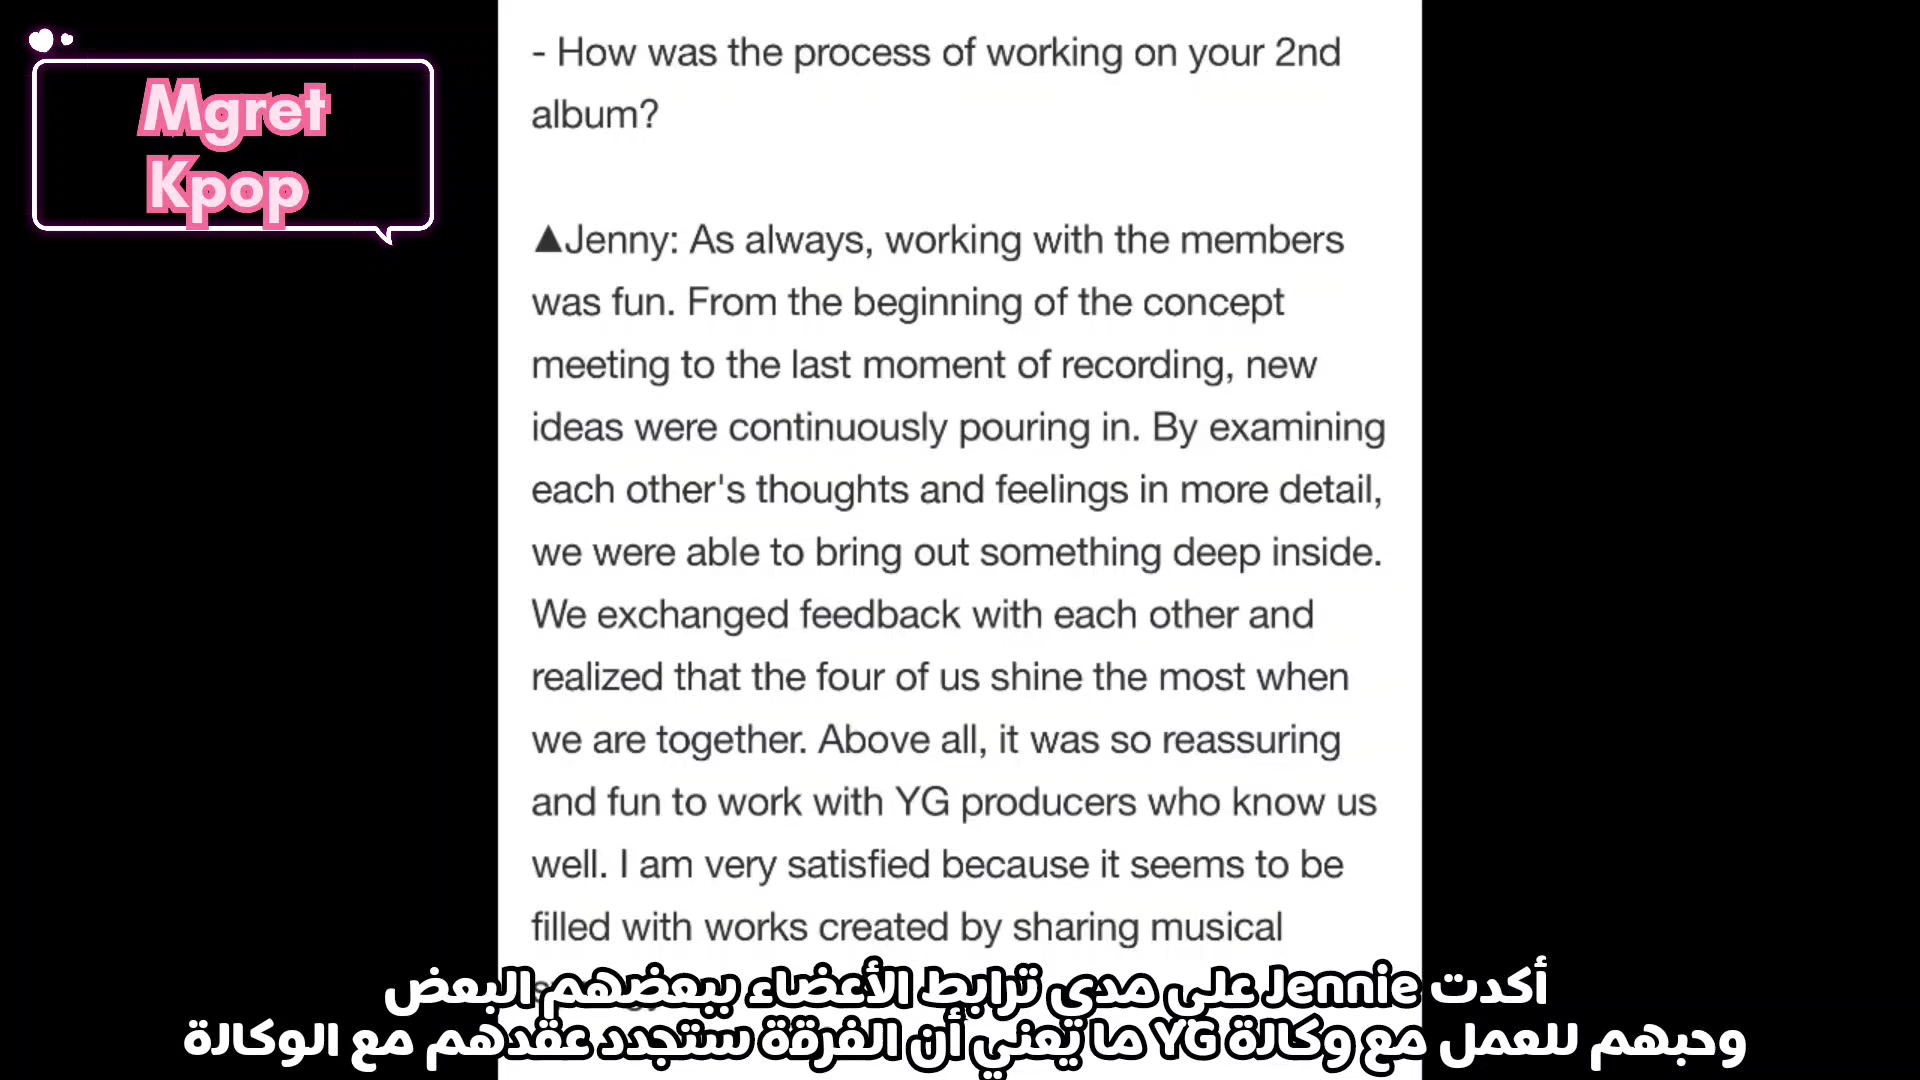 Mgret
Kpop
- How was the process of working on your 2nd
album?
▲Jenny: As always, working with the members
was fun. From the beginning of the concept
meeting to the last moment of recording, new
ideas were continuously pouring in. By examining
each other's thoughts and feelings in more detail,
we were able to bring out something deep inside.
We exchanged feedback with each other and
realized that the four of us shine the most when
we are together. Above all, it was so reassuring
and fun to work with YG producers who know us
well. I am very satisfied because it seems to be
filled with works created by sharing musical
أكدت Jennie على مدى ترابط الأعضاء ببعضهم البعض
وحبهم للعمل مع وكالة YG ما يعني أن الفرقة ستجدد عقدهم مع الوكالة